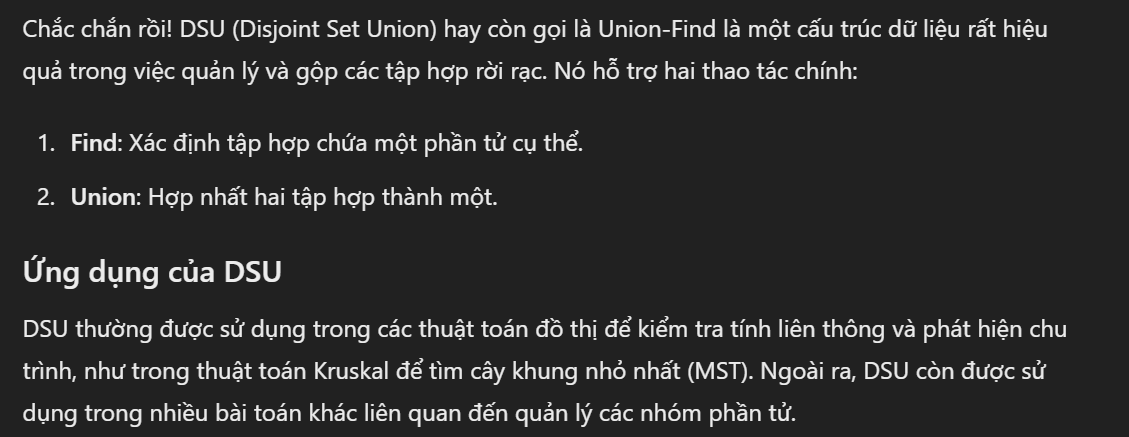 Chắc chắn rồi! DSU (Disjoint Set Union) hay còn gọi là Union-Find là một cấu trúc dữ liệu rất hiệu
quả trong việc quản lý và gộp các tập hợp rời rạc. Nó hỗ trợ hai thao tác chính:
1. Find: Xác định tập hợp chứa một phần tử cụ thể.
2. Union: Hợp nhất hai tập hợp thành một.
Ứng dụng của DSU
DSU thường được sử dụng trong các thuật toán đồ thị để kiểm tra tính liên thông và phát hiện chu
trình, như trong thuật toán Kruskal để tìm cây khung nhỏ nhất (MST). Ngoài ra, DSU còn được sử
dụng trong nhiều bài toán khác liên quan đến quản lý các nhóm phần tử.